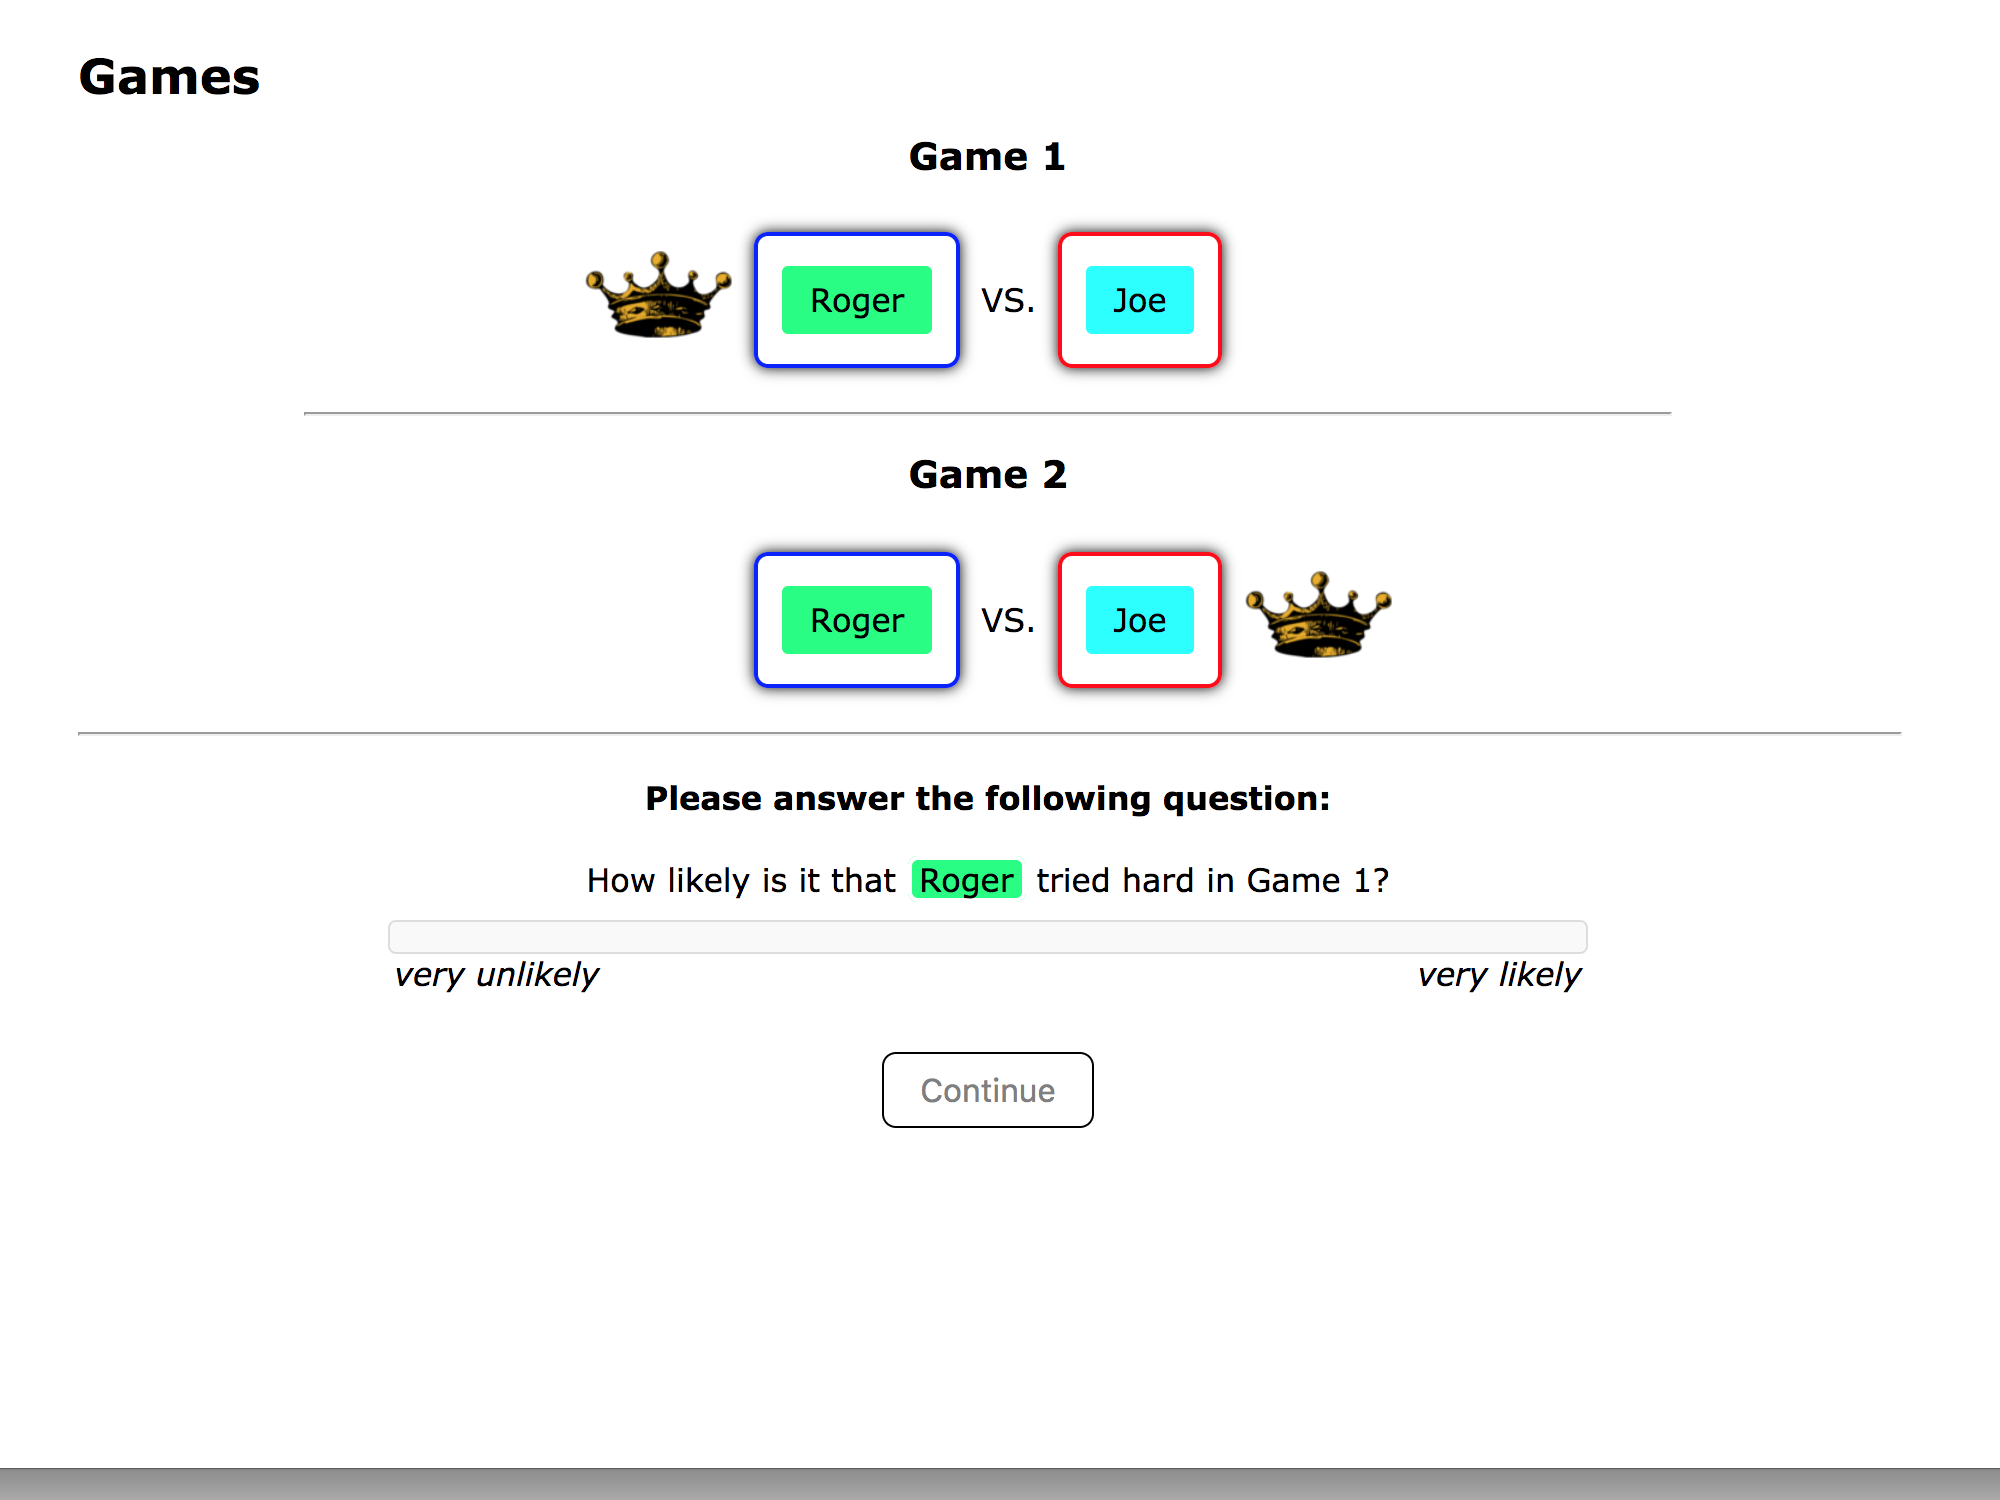 Games
Game 1
Roger VS. Joe
Game 2
Roger VS. Joe
Please answer the following question:
How likely is it that Roger tried hard in Game 1?
very unlikely very likely
Continue